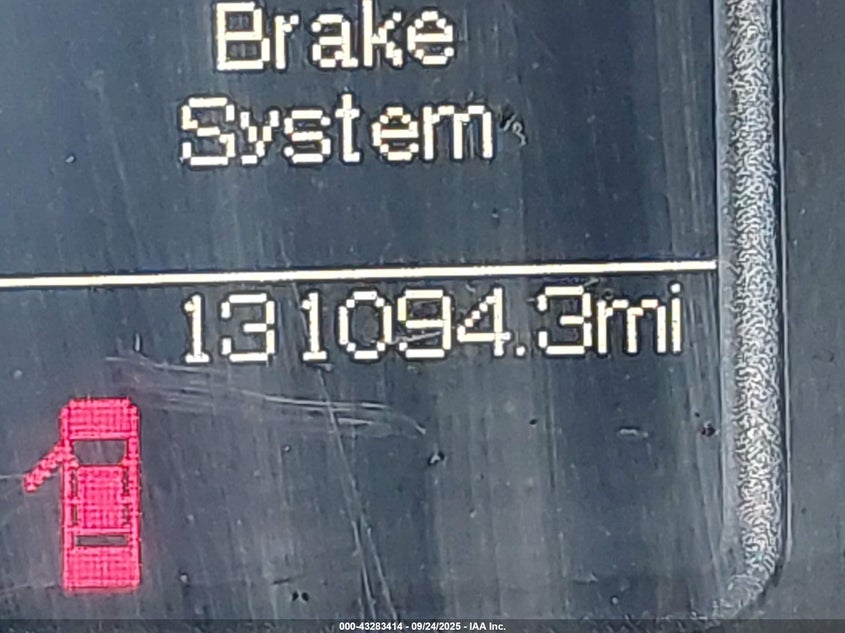 Brake
System
131094.3mi
000-43283414 - 09/24/2025 - IAA Inc.